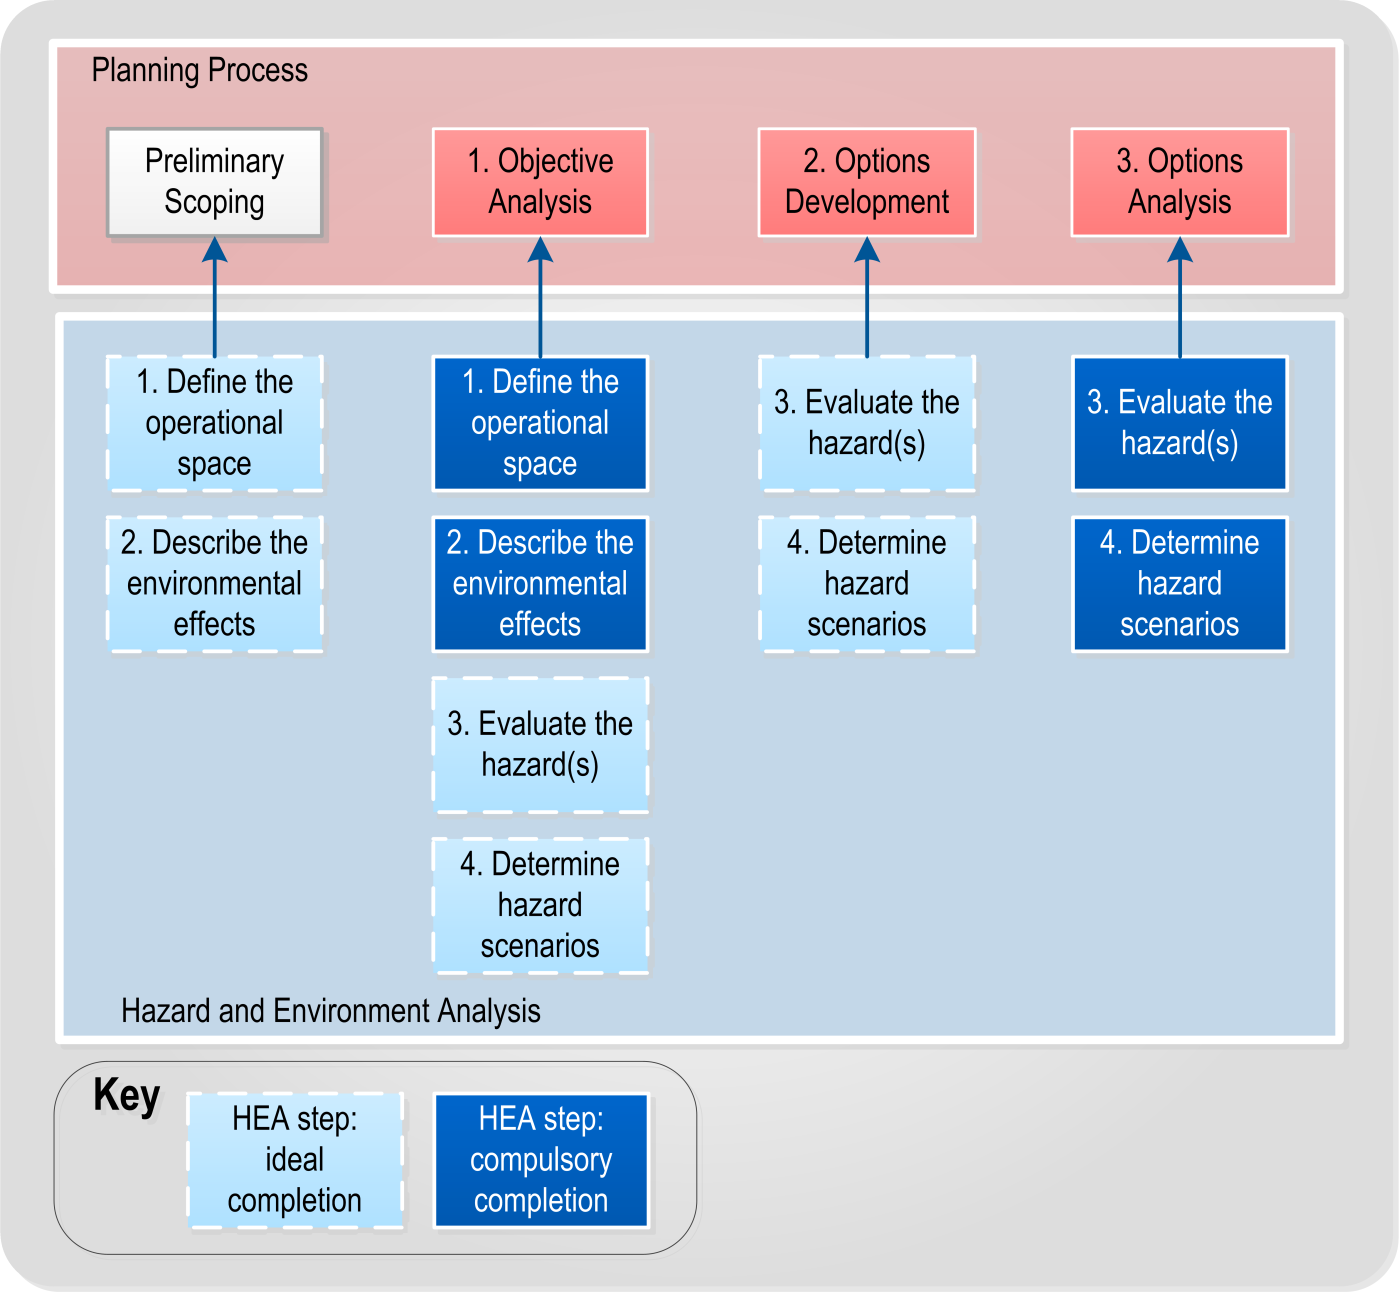 Planning Process
Preliminary
Scoping
1. Objective
Analysis
2. Options
Development
3. Options
Analysis
1. Define the
operational
space
2. Describe the
environmental
effects
1. Define the
operational
space
2. Describe the
environmental
effects
3. Evaluate the
hazard(s)
4. Determine
hazard
scenarios
3. Evaluate the
hazard(s)
4. Determine
hazard
scenarios
3. Evaluate the
hazard(s)
4. Determine
hazard
scenarios
Hazard and Environment Analysis
Key
HEA step:
ideal
completion
HEA step:
compulsory
completion